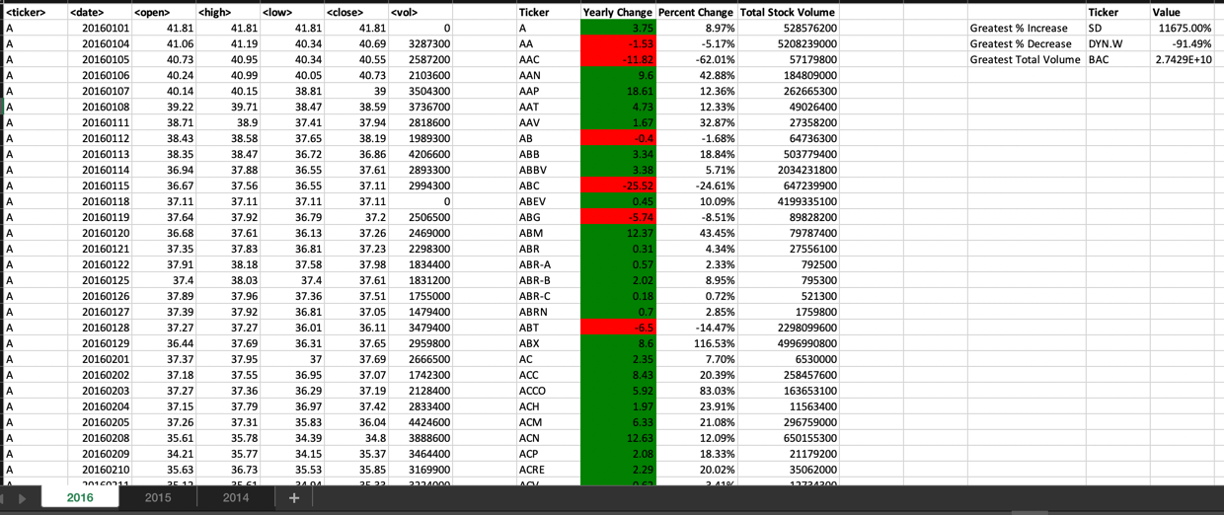 <ticker> <date> <open> <high> <low> <close> <vol> Ticker Yearly Change Percent Change Total Stock Volume Ticker Value
A 20160101 41.81 41.81 41.81 41.81 0 A 3.75 8.97% 528576200 Greatest % Increase SD 11675.00%
A 20160104 41.06 41.19 40.34 40.69 3287300 AA -1.53 -5.17% 5208239000 Greatest % Decrease DYN.W -91.49%
A 20160105 40.73 40.95 40.34 40.55 2587200 AAC -11.82 -62.01% 57179800 Greatest Total Volume BAC 2.7429E+10
A 20160106 40.24 40.99 40.05 40.73 2103600 AAN 9.6 42.88% 184809000
A 20160107 40.14 40.15 38.81 39 3504300 AAP 18.61 12.36% 262665300
A 20160108 39.22 39.71 38.47 38.59 3736700 AAT 4.73 12.33% 49026400
A 20160111 38.71 38.9 37.41 37.94 2818600 AAV 1.67 32.87% 27358200
A 20160112 38.43 38.58 37.65 38.19 1989300 AB -0.4 -1.68% 64736300
A 20160113 38.35 38.47 36.72 36.86 4206600 ABB 3.34 18.84% 503779400
A 20160114 36.94 37.88 36.55 37.61 2893300 ABBV 3.38 5.71% 2034231800
A 20160115 36.67 37.56 36.55 37.11 2994300 ABC -25.52 -24.61% 647239900
A 20160118 37.11 37.11 37.11 37.11 0 ABEV 0.45 10.09% 4199335100
A 20160119 37.64 37.92 36.79 37.2 2506500 ABG -5.74 -8.51% 89828200
A 20160120 36.68 37.61 36.13 37.26 2469000 ABM 12.37 43.45% 79787400
A 20160121 37.35 37.83 36.81 37.23 2298300 ABR 0.31 4.34% 27556100
A 20160122 37.91 38.18 37.58 37.98 1834400 ABR-A 0.57 2.33% 792500
A 20160125 37.4 38.03 37.4 37.61 1831200 ABR-B 2.02 8.95% 795300
A 20160126 37.89 37.96 37.36 37.51 1755000 ABR-C 0.18 0.72% 521300
A 20160127 37.39 37.92 36.81 37.05 1479400 ABRN 0.7 2.85% 1759800
A 20160128 37.27 37.27 36.01 36.11 3479400 ABT -6.5 -14.47% 2298099600
A 20160129 36.44 37.69 36.31 37.65 2959800 ABX 8.6 116.53% 4996990800
A 20160201 37.37 37.95 37 37.69 2666500 AC 2.35 7.70% 6530000
A 20160202 37.18 37.55 36.95 37.07 1742300 ACC 8.43 20.39% 258457600
A 20160203 37.27 37.36 36.29 37.19 2128400 ACCO 5.92 83.03% 163653100
A 20160204 37.15 37.79 36.97 37.42 2833400 ACH 1.97 23.91% 11563400
A 20160205 37.26 37.31 35.83 36.04 4424600 ACM 6.33 21.08% 296759000
A 20160208 35.61 35.78 34.39 34.8 3888600 ACN 12.63 12.09% 650155300
A 20160209 34.21 35.77 34.15 35.37 3464400 ACP 2.08 18.33% 21179200
A 20160210 35.63 36.73 35.53 35.85 3169900 ACRE 2.29 20.02% 35062000
2016 2015 2014 +